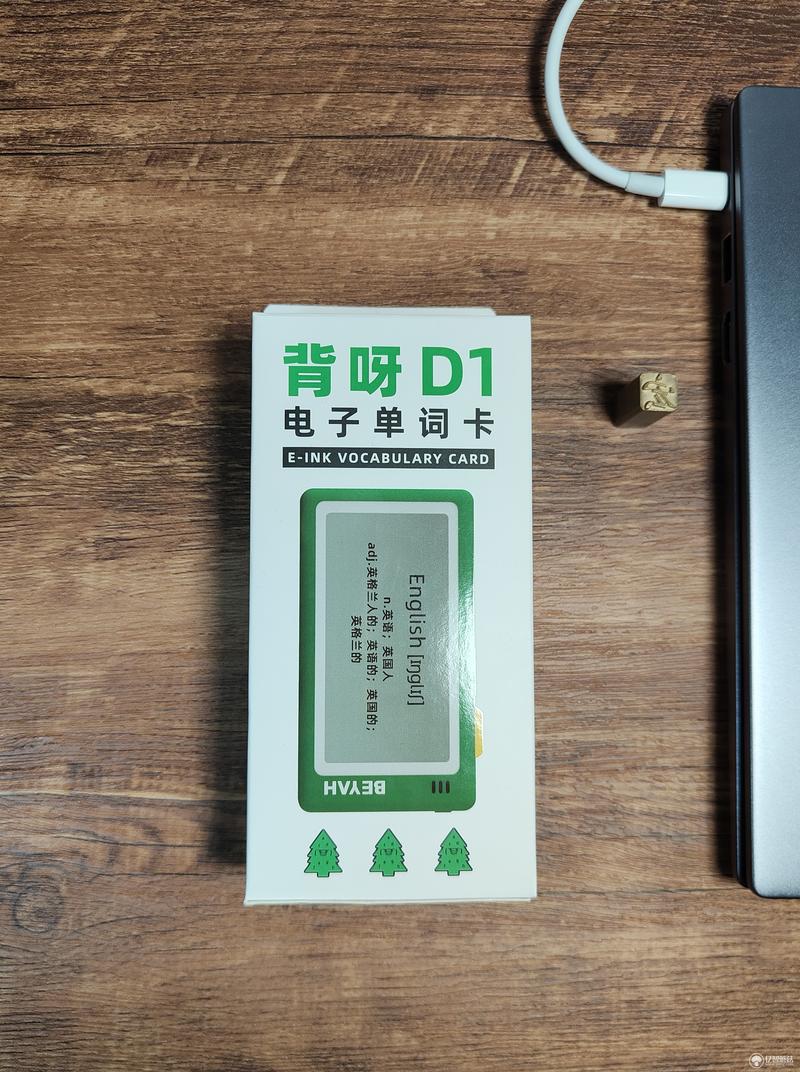 背呀 D1
电子单词卡
E-INK VOCABULARY CARD
English [ɪŋglɪʃ]
n.英语；英国人
adj.英格兰人的；英语的；英国的；
英格兰的
BEYAH